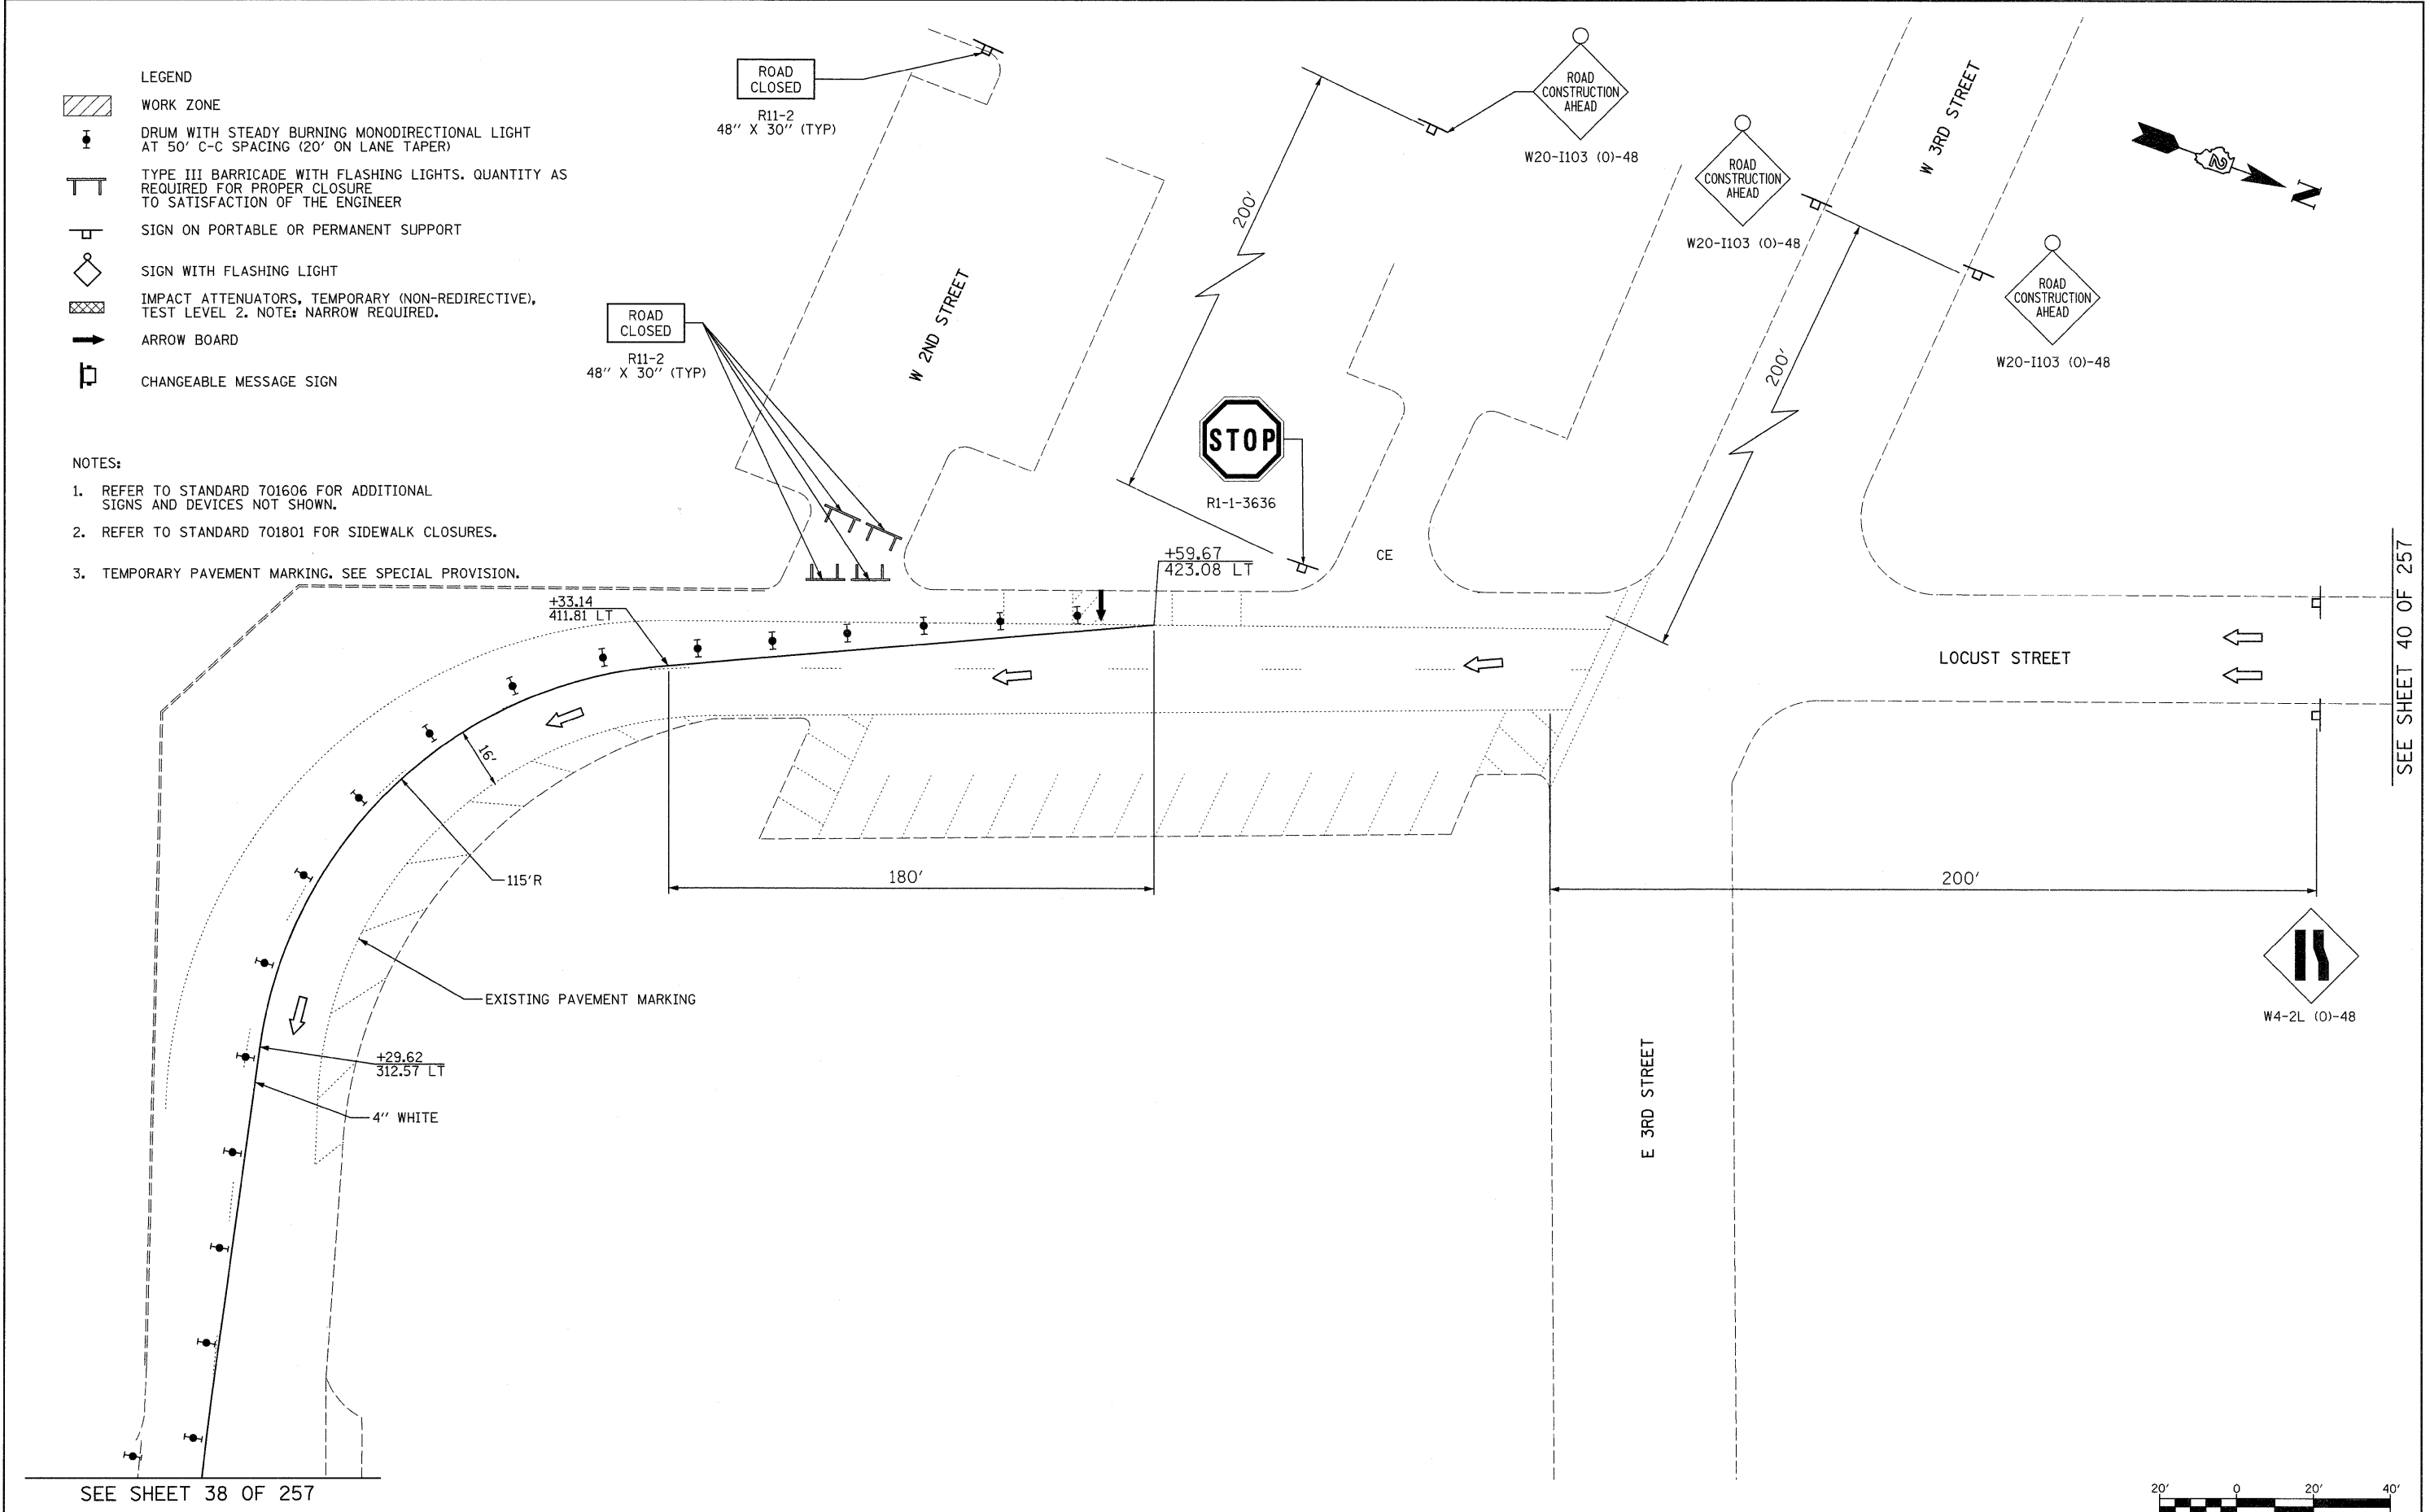 LEGEND
WORK ZONE
DRUM WITH STEADY BURNING MONODIRECTIONAL LIGHT
AT 50' C-C SPACING (20' ON LANE TAPER)
TYPE III BARRICADE WITH FLASHING LIGHTS. QUANTITY AS
REQUIRED FOR PROPER CLOSURE
TO SATISFACTION OF THE ENGINEER
SIGN ON PORTABLE OR PERMANENT SUPPORT
SIGN WITH FLASHING LIGHT
IMPACT ATTENUATORS, TEMPORARY (NON-REDIRECTIVE),
TEST LEVEL 2. NOTE: NARROW REQUIRED.
ARROW BOARD
CHANGEABLE MESSAGE SIGN
NOTES:
1. REFER TO STANDARD 701606 FOR ADDITIONAL
SIGNS AND DEVICES NOT SHOWN.
2. REFER TO STANDARD 701801 FOR SIDEWALK CLOSURES.
3. TEMPORARY PAVEMENT MARKING. SEE SPECIAL PROVISION.
ROAD
CLOSED
R11-2
48" X 30" (TYP)
ROAD
CLOSED
R11-2
48" X 30" (TYP)
W 2ND STREET
200'
ROAD
CONSTRUCTION
AHEAD
W20-I103 (O)-48
ROAD
CONSTRUCTION
AHEAD
W20-I103 (O)-48
W 3RD STREET
ROAD
CONSTRUCTION
AHEAD
W20-I103 (O)-48
2
N
200'
STOP
R1-1-3636
CE
+59.67
423.08 LT
+33.14
411.81 LT
LOCUST STREET
SEE SHEET 40 OF 257
16'
115'R
180'
200'
EXISTING PAVEMENT MARKING
W4-2L (O)-48
+29.62
312.57 LT
4" WHITE
E 3RD STREET
SEE SHEET 38 OF 257
20' 0 20' 40'